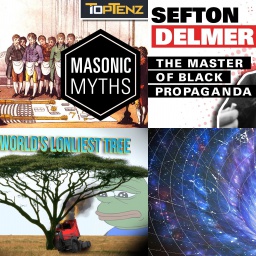 TOPTENZ
MASONIC
MYTHS
SEFTON
DELMER
THE MASTER
OF BLACK
PROPAGANDA
WORLD'S LONLIEST TREE